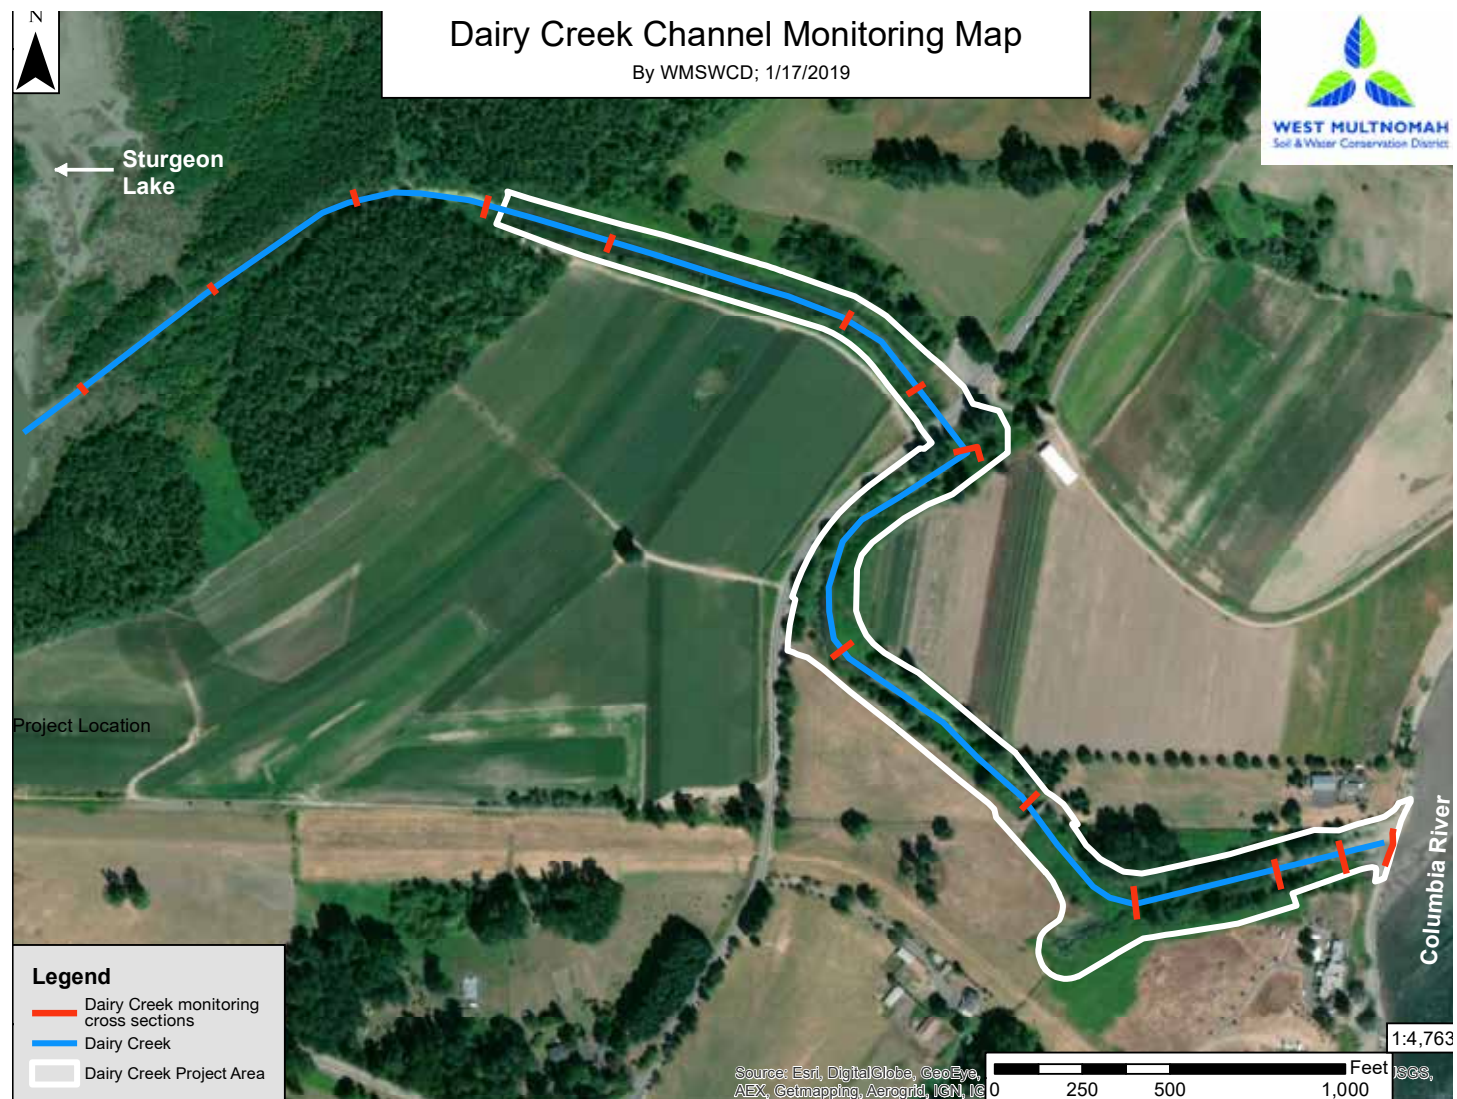 N
Dairy Creek Channel Monitoring Map
By WMSWCD; 1/17/2019
WEST MULTNOMAH
Soil & Water Conservation District
Sturgeon
Lake
Project Location
Columbia River
Legend
Dairy Creek monitoring
cross sections
Dairy Creek
Dairy Creek Project Area
1:4,763
Feet
0 250 500 1,000
Source: Esri, DigitalGlobe, GeoEye,
AEX, Getmapping, Aerogrid, IGN,